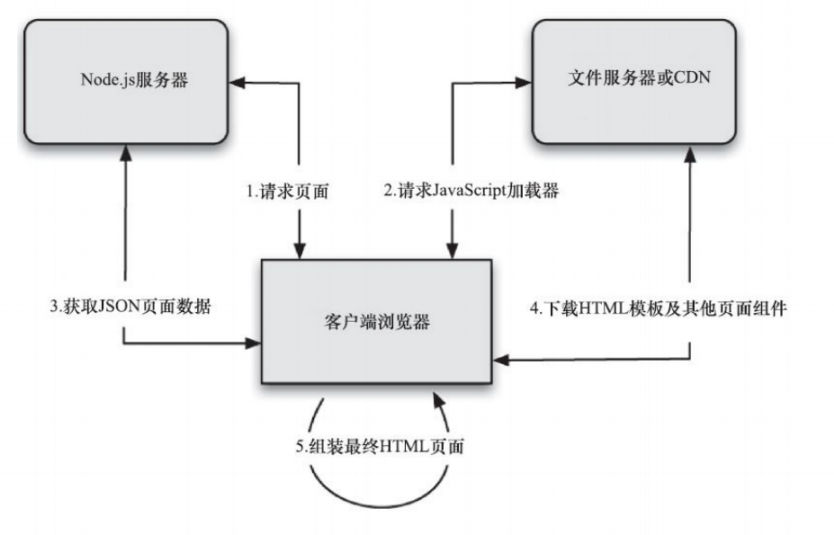 Node.js服务器
文件服务器或CDN
1.请求页面
2.请求JavaScript加载器
3.获取JSON页面数据
客户端浏览器
4.下载HTML模板及其他页面组件
5.组装最终HTML页面